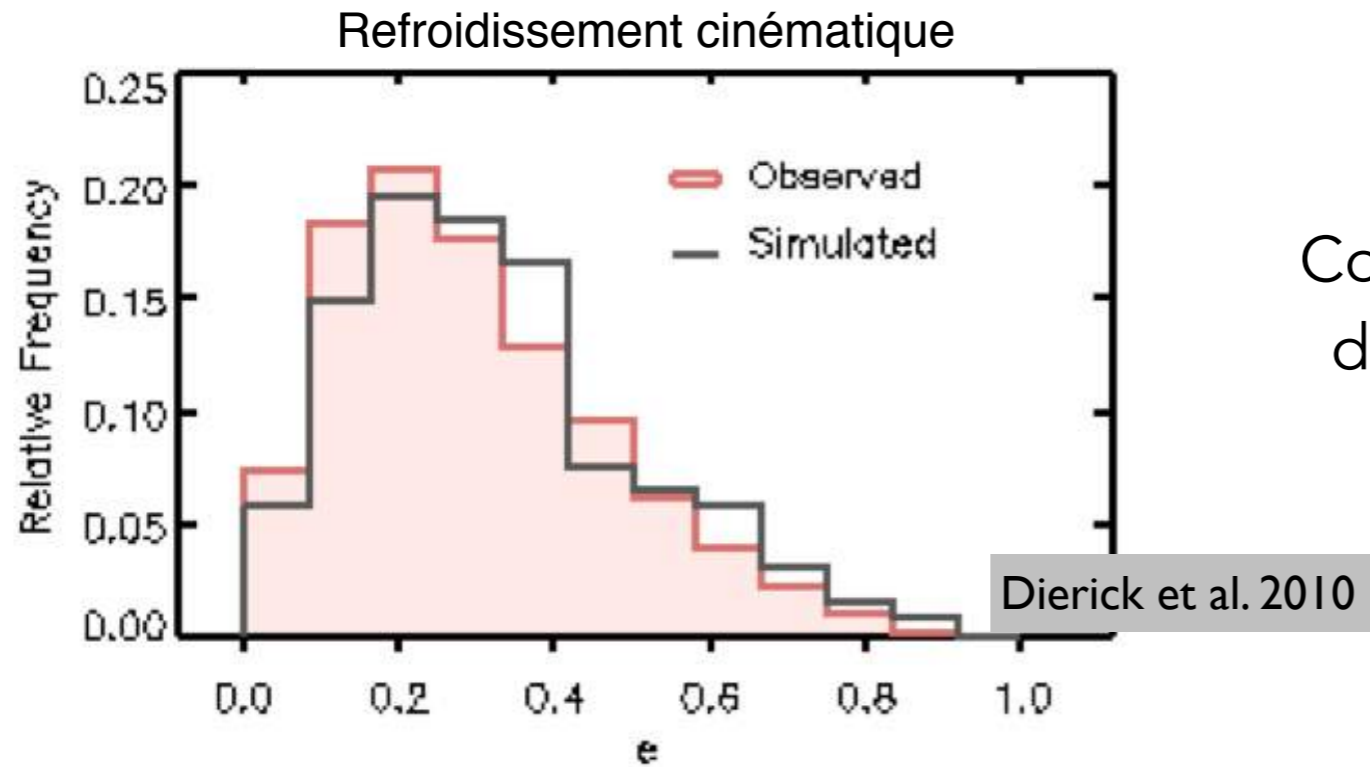 Refroidissement cinématique
0.25
0.20
0.15
0.10
0.05
0.00
Relative Frequency
Observed
Simulated
Dierick et al. 2010
0.0 0.2 0.4 0.6 0.8 1.0
e